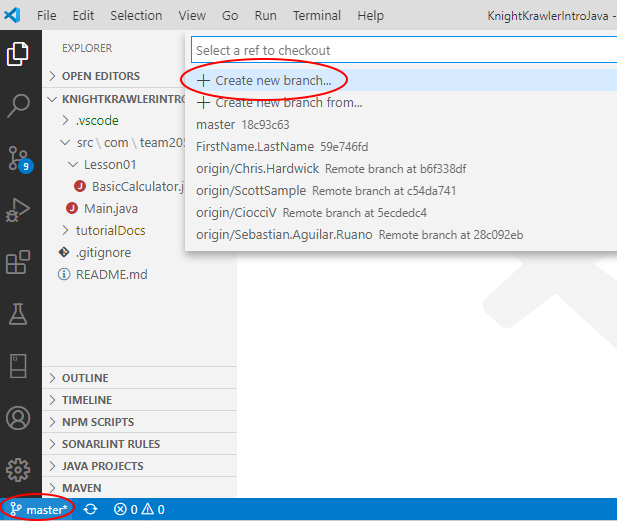 File Edit Selection View Go Run Terminal Help KnightKrawlerIntroJava
EXPLORER
OPEN EDITORS
KNIGHTKRAWLERINTRO
.vscode
src \ com \ team205
Lesson01
J BasicCalculator.j
J Main.java
tutorialDocs
.gitignore
README.md
OUTLINE
TIMELINE
NPM SCRIPTS
SONARLINT RULES
JAVA PROJECTS
MAVEN
Select a ref to checkout
+ Create new branch...
+ Create new branch from...
master 18c93c63
FirstName.LastName 59e746fd
origin/Chris.Hardwick Remote branch at b6f338df
origin/ScottSample Remote branch at c54da741
origin/CiocciV Remote branch at 5ecdedc4
origin/Sebastian.Aguilar.Ruano Remote branch at 28c092eb
9
master* 0 0